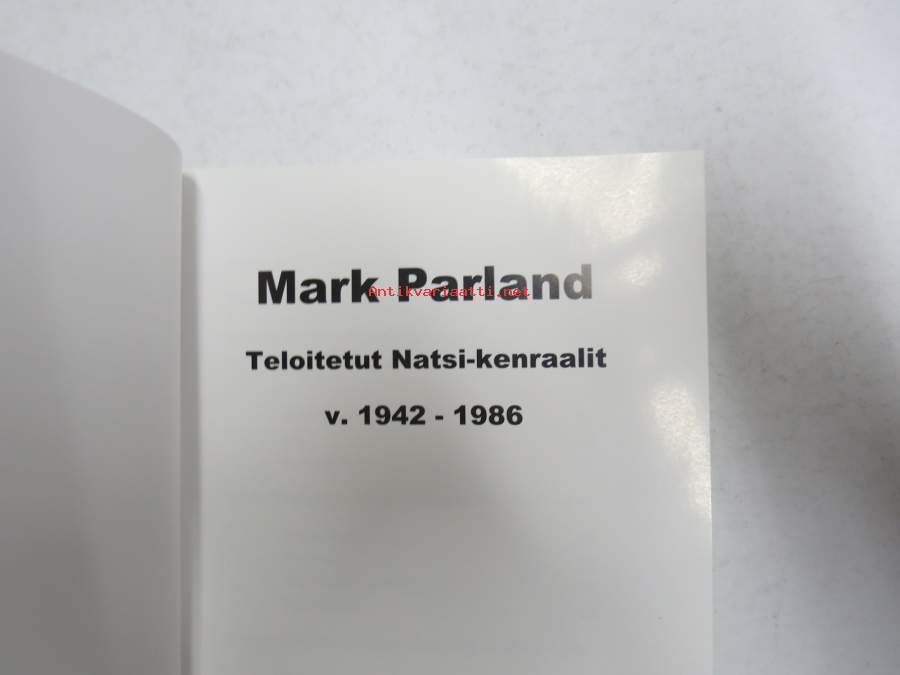 Mark Parland
Antikvariaatti.net
Teloitetut Natsi-kenraalit
v. 1942 - 1986